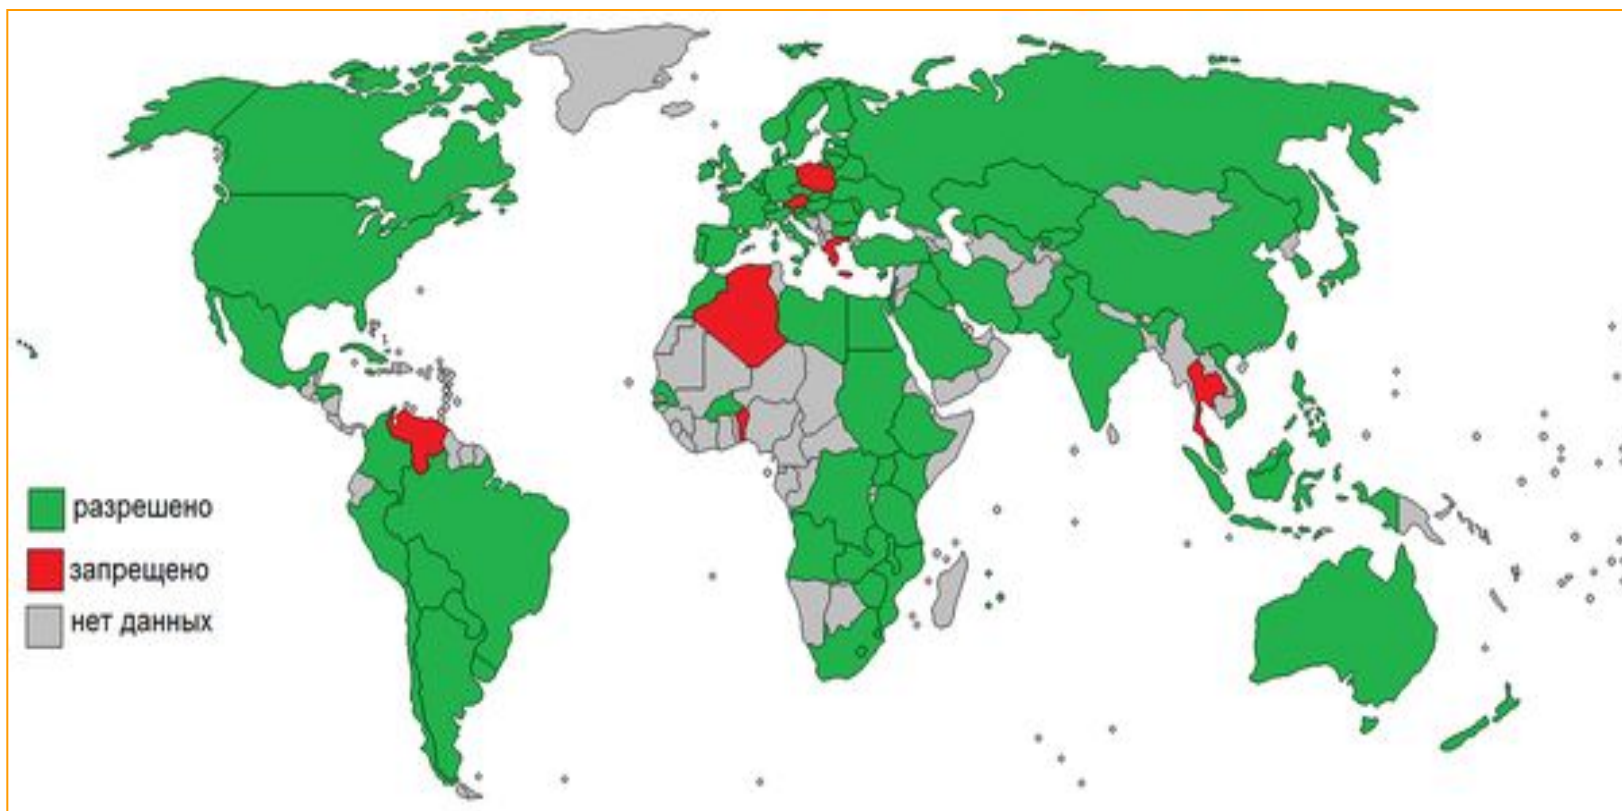 разрешено
запрещено
нет данных